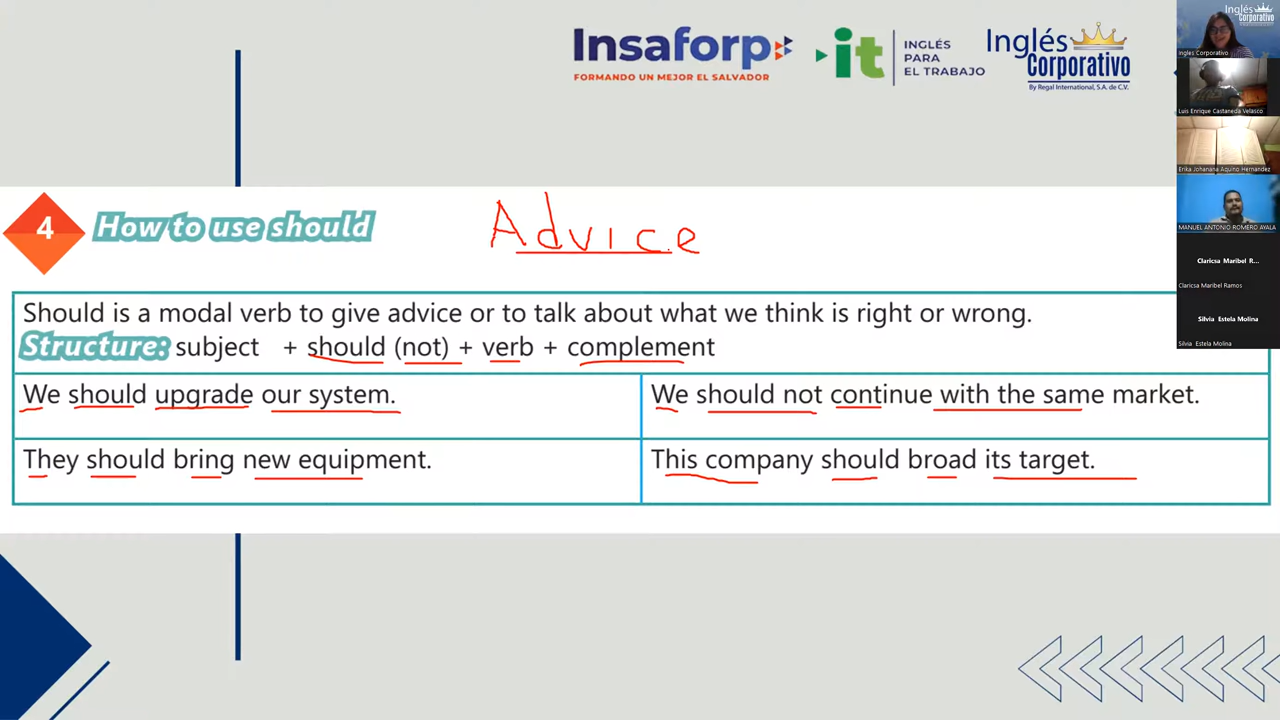 Insaforp
FORMANDO UN MEJOR EL SALVADOR
it
INGLÉS
PARA
EL TRABAJO
Inglés
Corporativo
By Regal International, S.A. de C.V.
Inglés
Corporativo
Ingles Corporativo
Luis Enrique Castaneda Velasco
Erika Johanana Aquino Hernandez
MANUEL ANTONIO ROMERO AYALA
Claricsa Maribel R...
Claricsa Maribel Ramos
Silvia Estela Molina
Silvia Estela Molina
4
How to use should
Advice
Should is a modal verb to give advice or to talk about what we think is right or wrong.
Structure: subject + should (not) + verb + complement
We should upgrade our system.
We should not continue with the same market.
They should bring new equipment.
This company should broad its target.